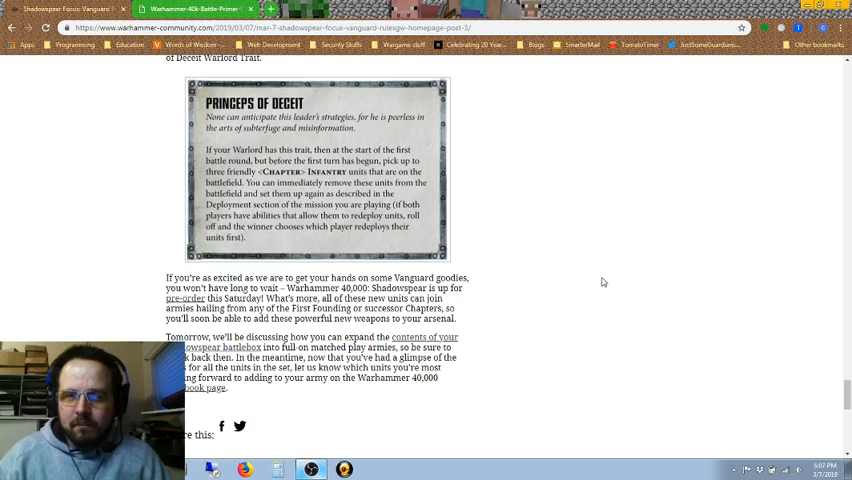 Shadowspear Focus: Vanguard
Warhammer-40k-Battle-Primer-
https://www.warhammer-community.com/2019/03/07/mar-7-shadowspear-focus-vanguard-rulesgw-homepage-post-3/
Apps Programming Education Words of Wisdom - Web Development Security Stuffs Wargame stuff Celebrating 20 Year Blogs SmarterMail TomatoTimer JustSomeGuardians Other bookmarks
of Deceit Warlord Trait.
PRINCEPS OF DECEIT
None can anticipate this leader's strategies, for he is peerless in
the arts of subterfuge and misinformation.
If your Warlord has this trait, then at the start of the first
battle round, but before the first turn has begun, pick up to
three friendly <CHAPTER> INFANTRY units that are on the
battlefield. You can immediately remove these units from the
battlefield and set them up again as described in the
Deployment section of the mission you are playing (if both
players have abilities that allow them to redeploy units, roll
off and the winner chooses which player redeploys their
units first).
If you're as excited as we are to get your hands on some Vanguard goodies,
you won't have long to wait – Warhammer 40,000: Shadowspear is up for
pre-order this Saturday! What's more, all of these new units can join
armies hailing from any of the First Founding or successor Chapters, so
you'll soon be able to add these powerful new weapons to your arsenal.
Tomorrow, we'll be discussing how you can expand the contents of your
owspear battlebox into full-on matched play armies, so be sure to
k back then. In the meantime, now that you've had a glimpse of the
s for all the units in the set, let us know which units you're most
ing forward to adding to your army on the Warhammer 40,000
book page.
re this:
6:07 PM
3/7/2019